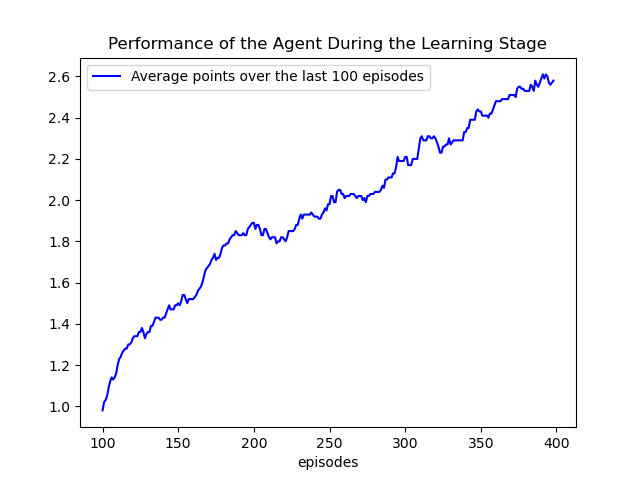 Performance of the Agent During the Learning Stage
Average points over the last 100 episodes
2.6
2.4
2.2
2.0
1.8
1.6
1.4
1.2
1.0
100 150 200 250 300 350 400
episodes